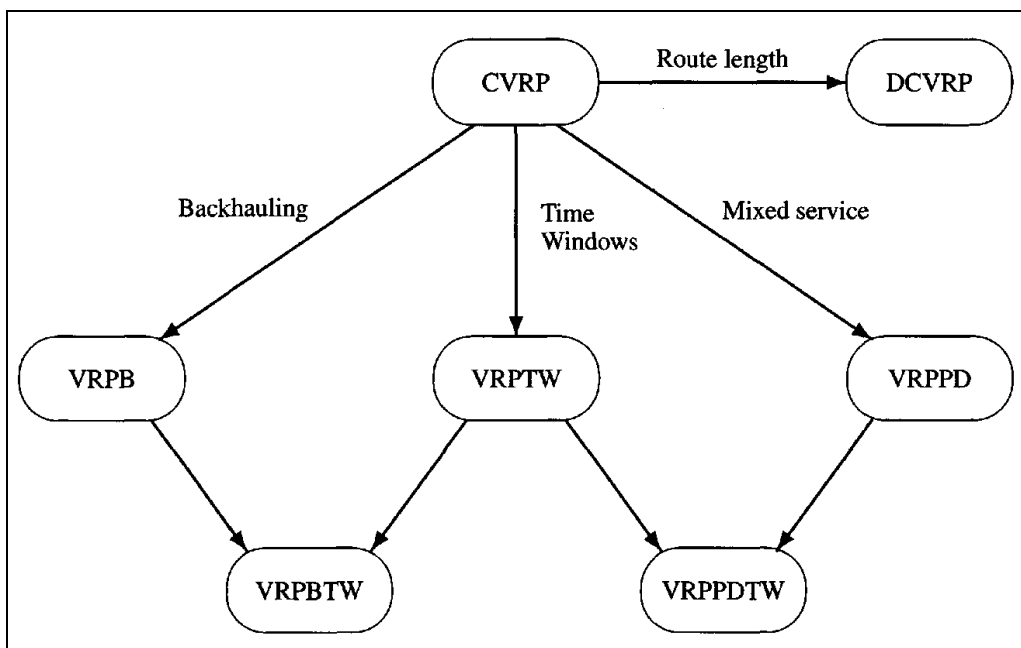 Route length
CVRP
DCVRP
Backhauling
Time
Windows
Mixed service
VRPB
VRPTW
VRPPD
VRPBTW
VRPPDTW